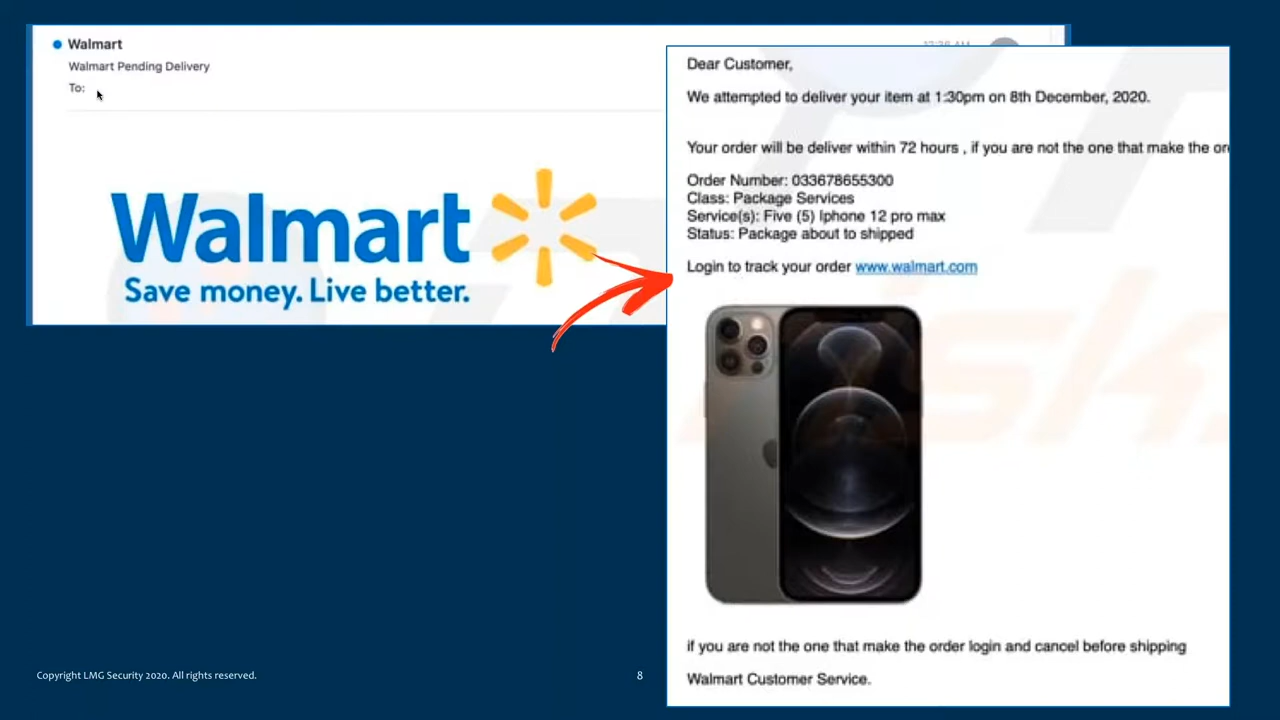 Walmart
Walmart Pending Delivery
To:
Walmart
Save money. Live better.
Dear Customer,
We attempted to deliver your item at 1:30pm on 8th December, 2020.
Your order will be deliver within 72 hours , if you are not the one that make the
Order Number: 033678655300
Class: Package Services
Service(s): Five (5) Iphone 12 pro max
Status: Package about to shipped
Login to track your order www.walmart.com
if you are not the one that make the order login and cancel before shipping
Walmart Customer Service.
Copyright LMG Security 2020. All rights reserved.
8